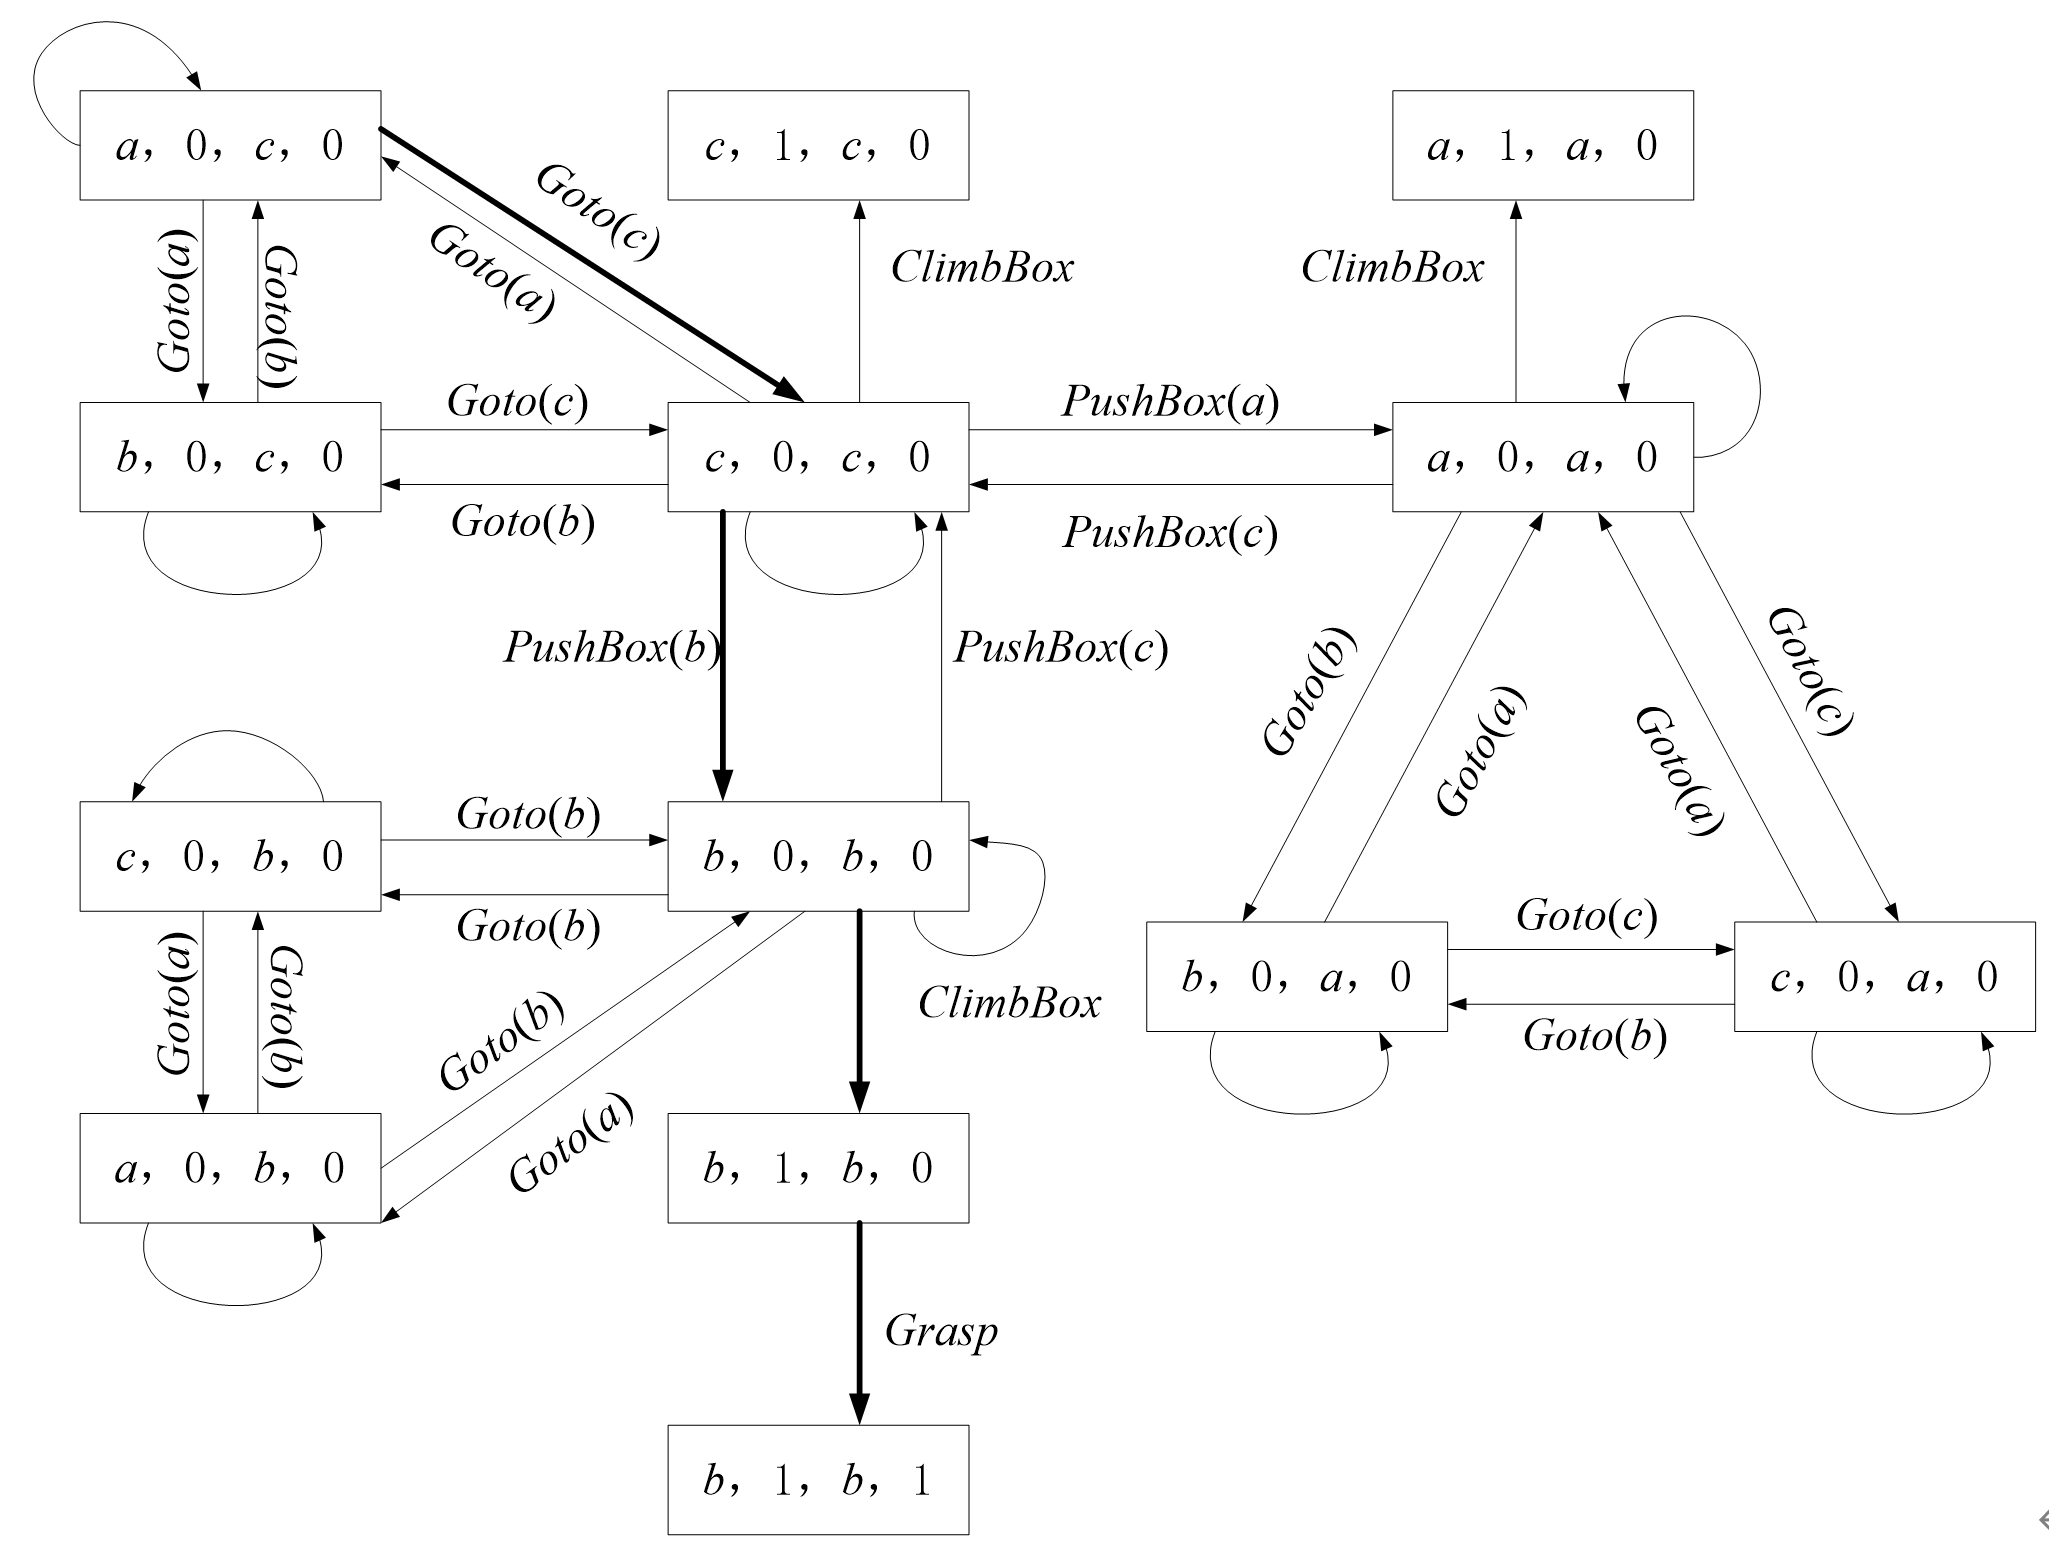 a, 0, c, 0
c, 1, c, 0
a, 1, a, 0
Goto(c)
Goto(a)
Goto(a)
Goto(b)
ClimbBox
ClimbBox
Goto(c)
PushBox(a)
b, 0, c, 0
c, 0, c, 0
a, 0, a, 0
Goto(b)
PushBox(c)
PushBox(b)
PushBox(c)
Goto(b)
Goto(a)
Goto(a)
Goto(c)
Goto(b)
c, 0, b, 0
b, 0, b, 0
Goto(b)
Goto(c)
b, 0, a, 0
c, 0, a, 0
Goto(b)
Goto(a)
Goto(b)
Goto(b)
ClimbBox
Goto(a)
a, 0, b, 0
b, 1, b, 0
Grasp
b, 1, b, 1